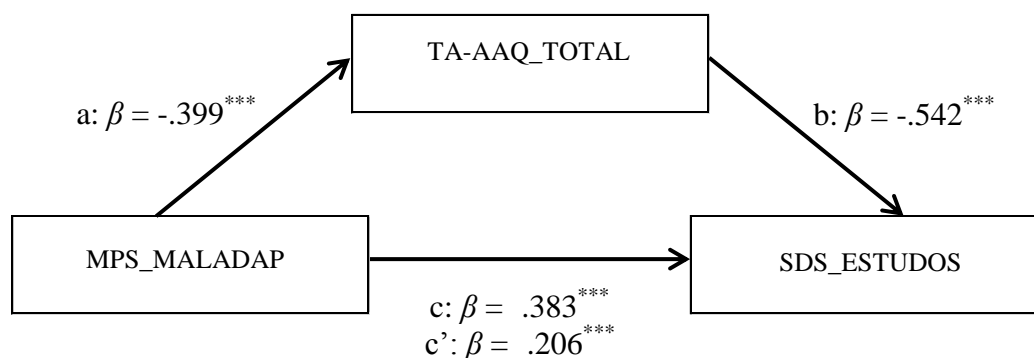 TA-AAQ_TOTAL
a: β = -.399***
b: β = -.542***
MPS_MALADAP
SDS_ESTUDOS
c: β = .383***
c’: β = .206***